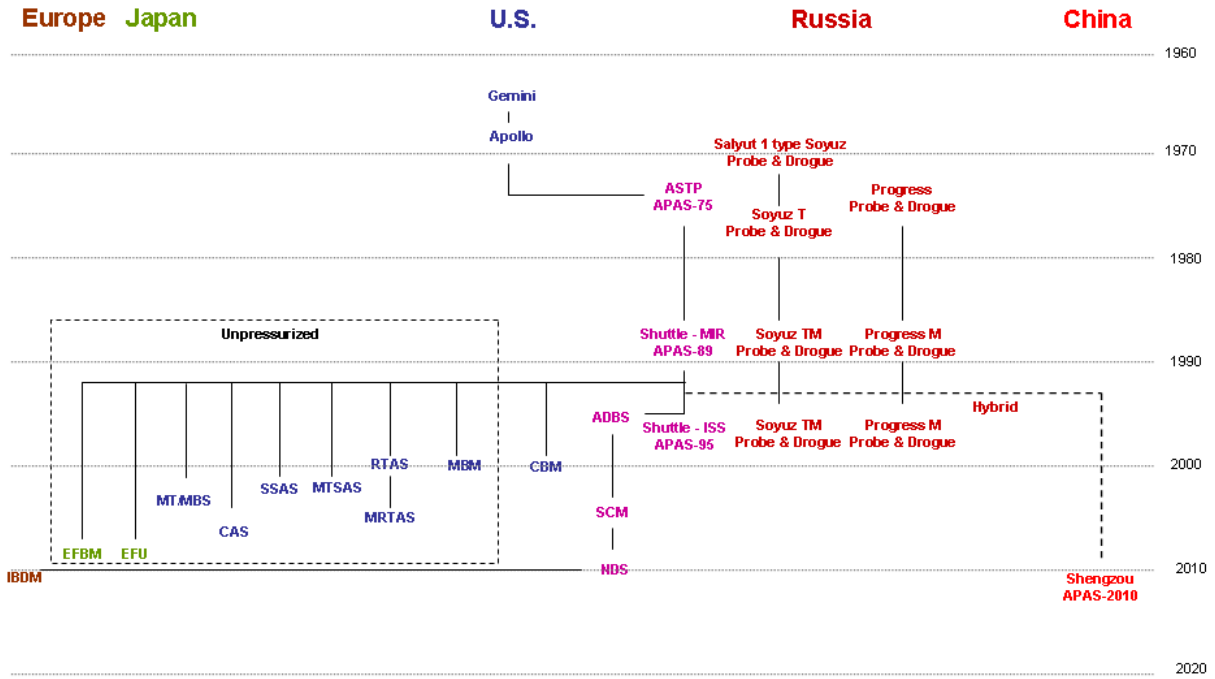 Europe Japan U.S. Russia China
1960
Gemini
Apollo
Salyut 1 type Soyuz
Probe & Drogue
1970
ASTP
APAS-75
Progress
Probe & Drogue
Soyuz T
Probe & Drogue
1980
Unpressurized
Shuttle - MIR
APAS-89
Soyuz TM
Probe & Drogue
Progress M
Probe & Drogue
1990
Hybrid
ADBS
Shuttle - ISS
APAS-95
Soyuz TM
Probe & Drogue
Progress M
Probe & Drogue
RTAS
MBM
CBM
2000
MT/MBS
SSAS
MTSAS
MRTAS
CAS
SCM
EFBM
EFU
IBDM
NDS
2010
Shengzou
APAS-2010
2020